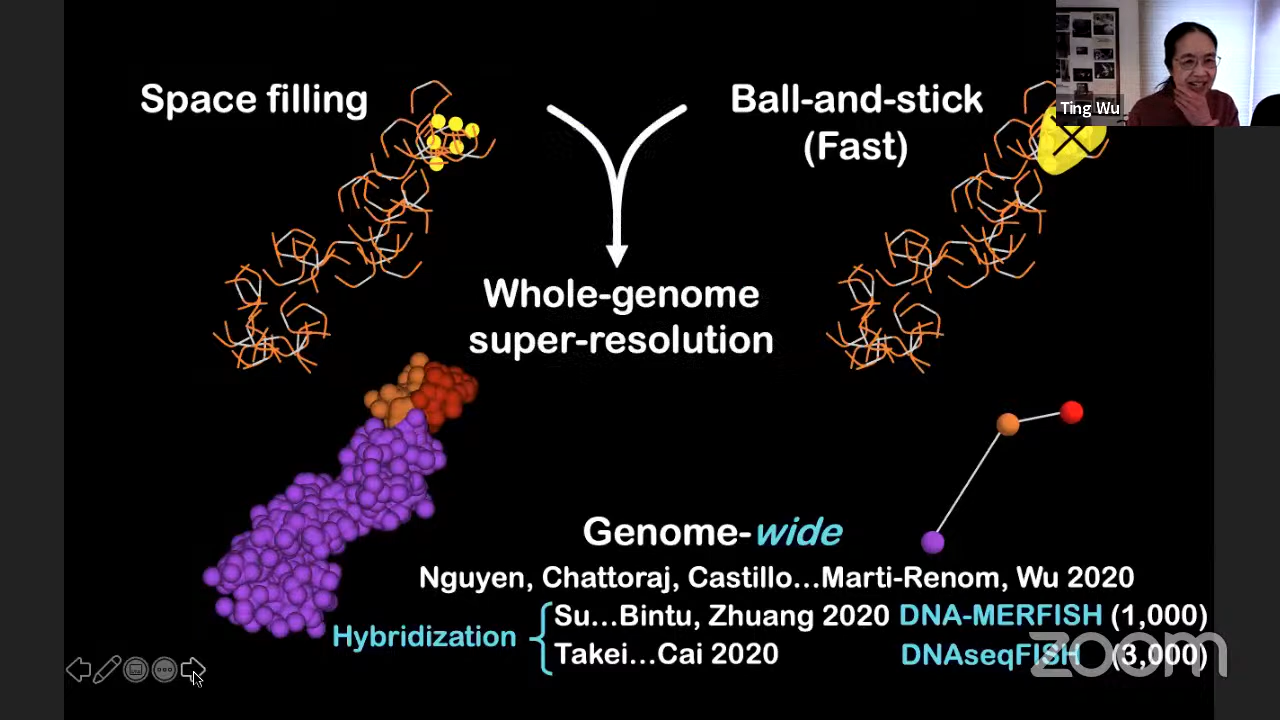 Space filling
Ball-and-stick
(Fast)
Ting Wu
Whole-genome
super-resolution
Genome-wide
Nguyen, Chattoraj, Castillo...Marti-Renom, Wu 2020
Hybridization
Su...Bintu, Zhuang 2020 DNA-MERFISH (1,000)
Takei...Cai 2020 DNAseqFISH (3,000)
zoom